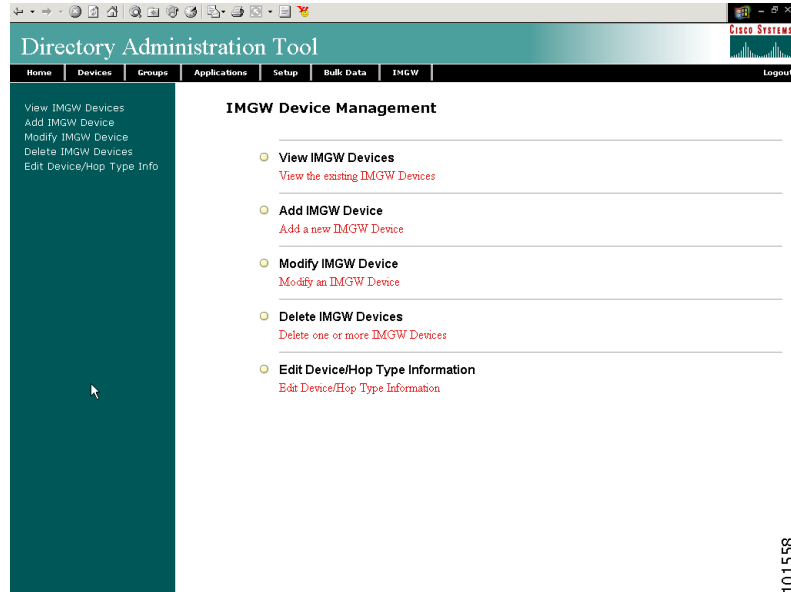 CISCO SYSTEMS
Directory Administration Tool
Home Devices Groups Applications Setup Bulk Data IMGW Logout
View IMGW Devices
Add IMGW Device
Modify IMGW Device
Delete IMGW Devices
Edit Device/Hop Type Info
IMGW Device Management
View IMGW Devices
View the existing IMGW Devices
Add IMGW Device
Add a new IMGW Device
Modify IMGW Device
Modify an IMGW Device
Delete IMGW Devices
Delete one or more IMGW Devices
Edit Device/Hop Type Information
Edit Device/Hop Type Information
101558